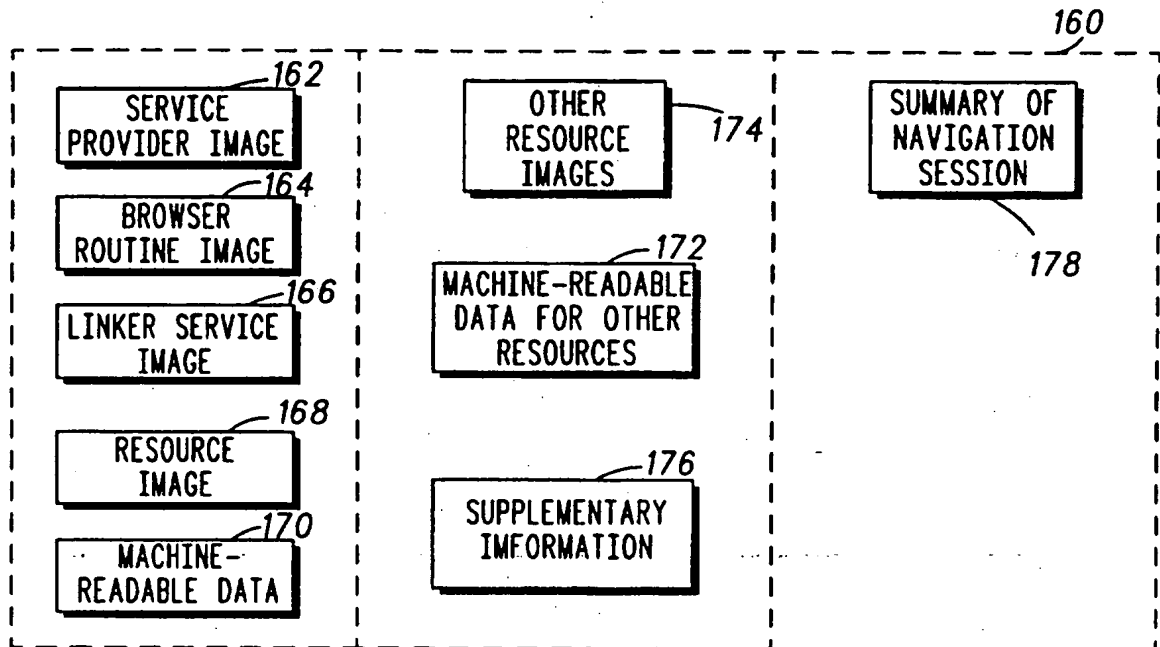 160
162
SERVICE
PROVIDER IMAGE
164
BROWSER
ROUTINE IMAGE
166
LINKER SERVICE
IMAGE
168
RESOURCE
IMAGE
170
MACHINE-
READABLE DATA
OTHER
RESOURCE
IMAGES
174
172
MACHINE-READABLE
DATA FOR OTHER
RESOURCES
176
SUPPLEMENTARY
IMFORMATION
SUMMARY OF
NAVIGATION
SESSION
178